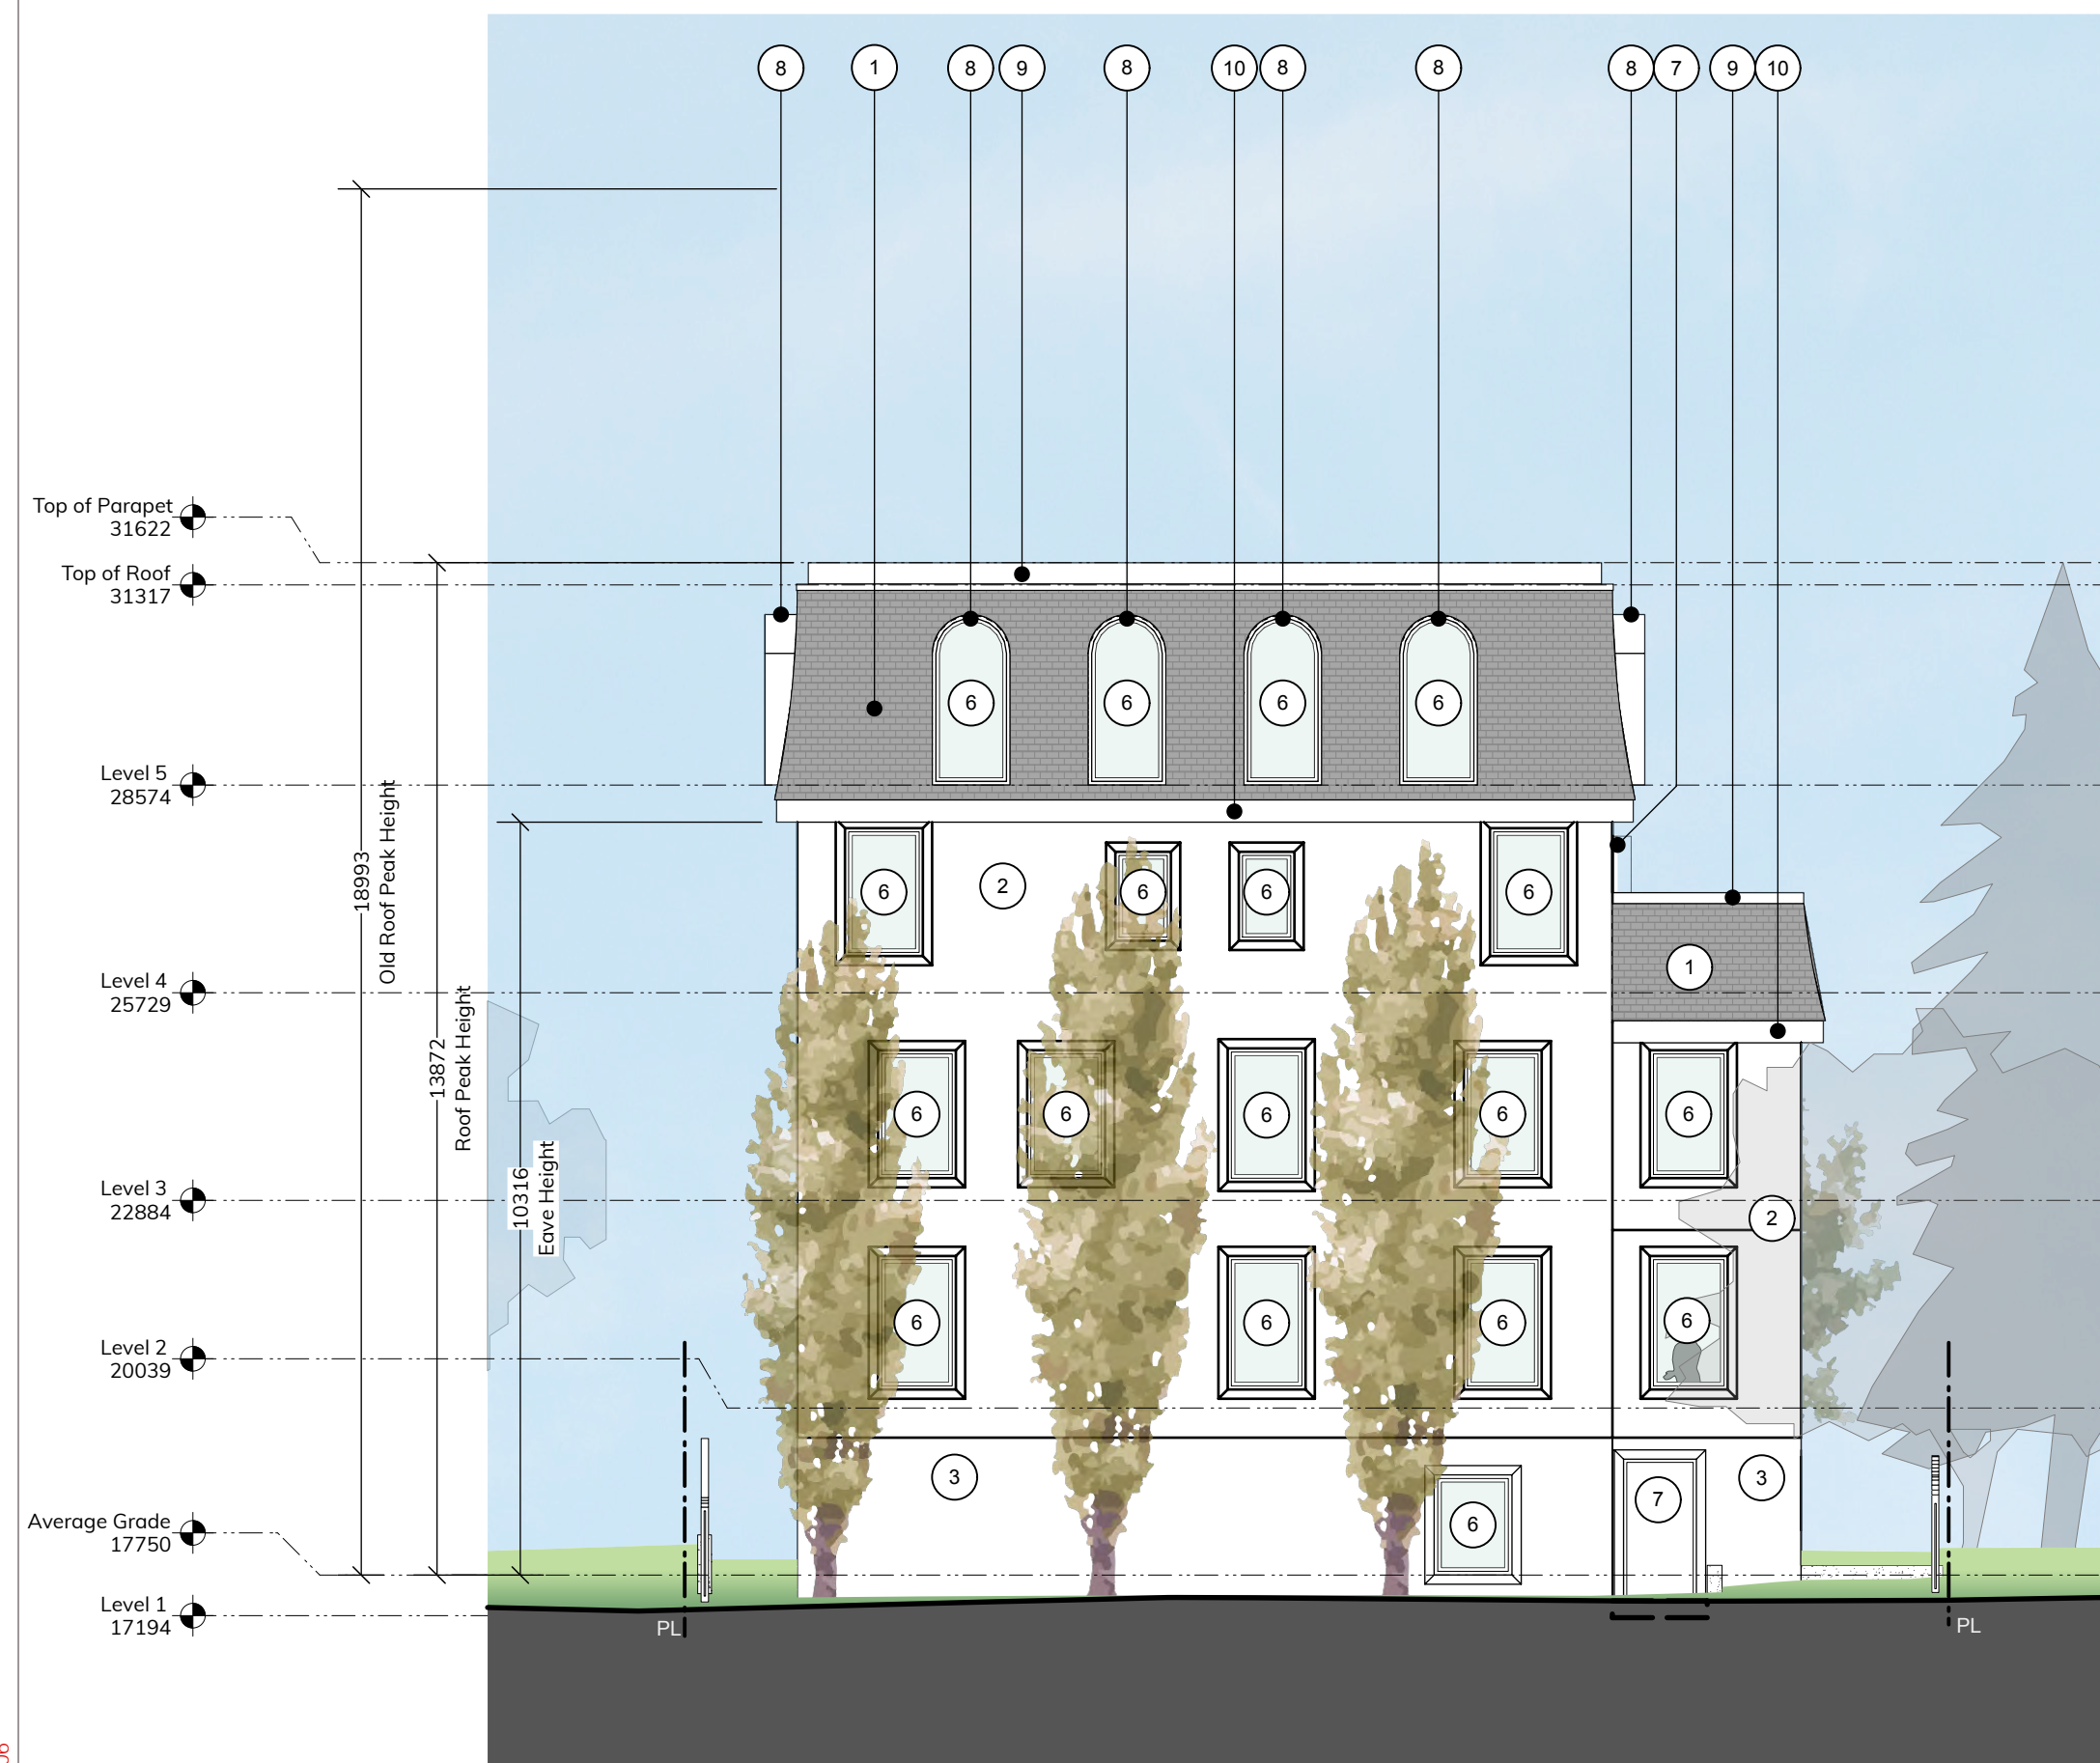 8 1 8 9 8 10 8 8 8 7 9 10
Top of Parapet
31622
Top of Roof
31317
6 6 6 6
Level 5
28574
18993
Old Roof Peak Height
6 2 6 6 6
1
Level 4
25729
13872
Roof Peak Height
6 6 6 6 6
10316
Eave Height
Level 3
22884
2
6 6 6 6
Level 2
20039
3 3
7
6
Average Grade
17750
Level 1
17194
PL PL
06